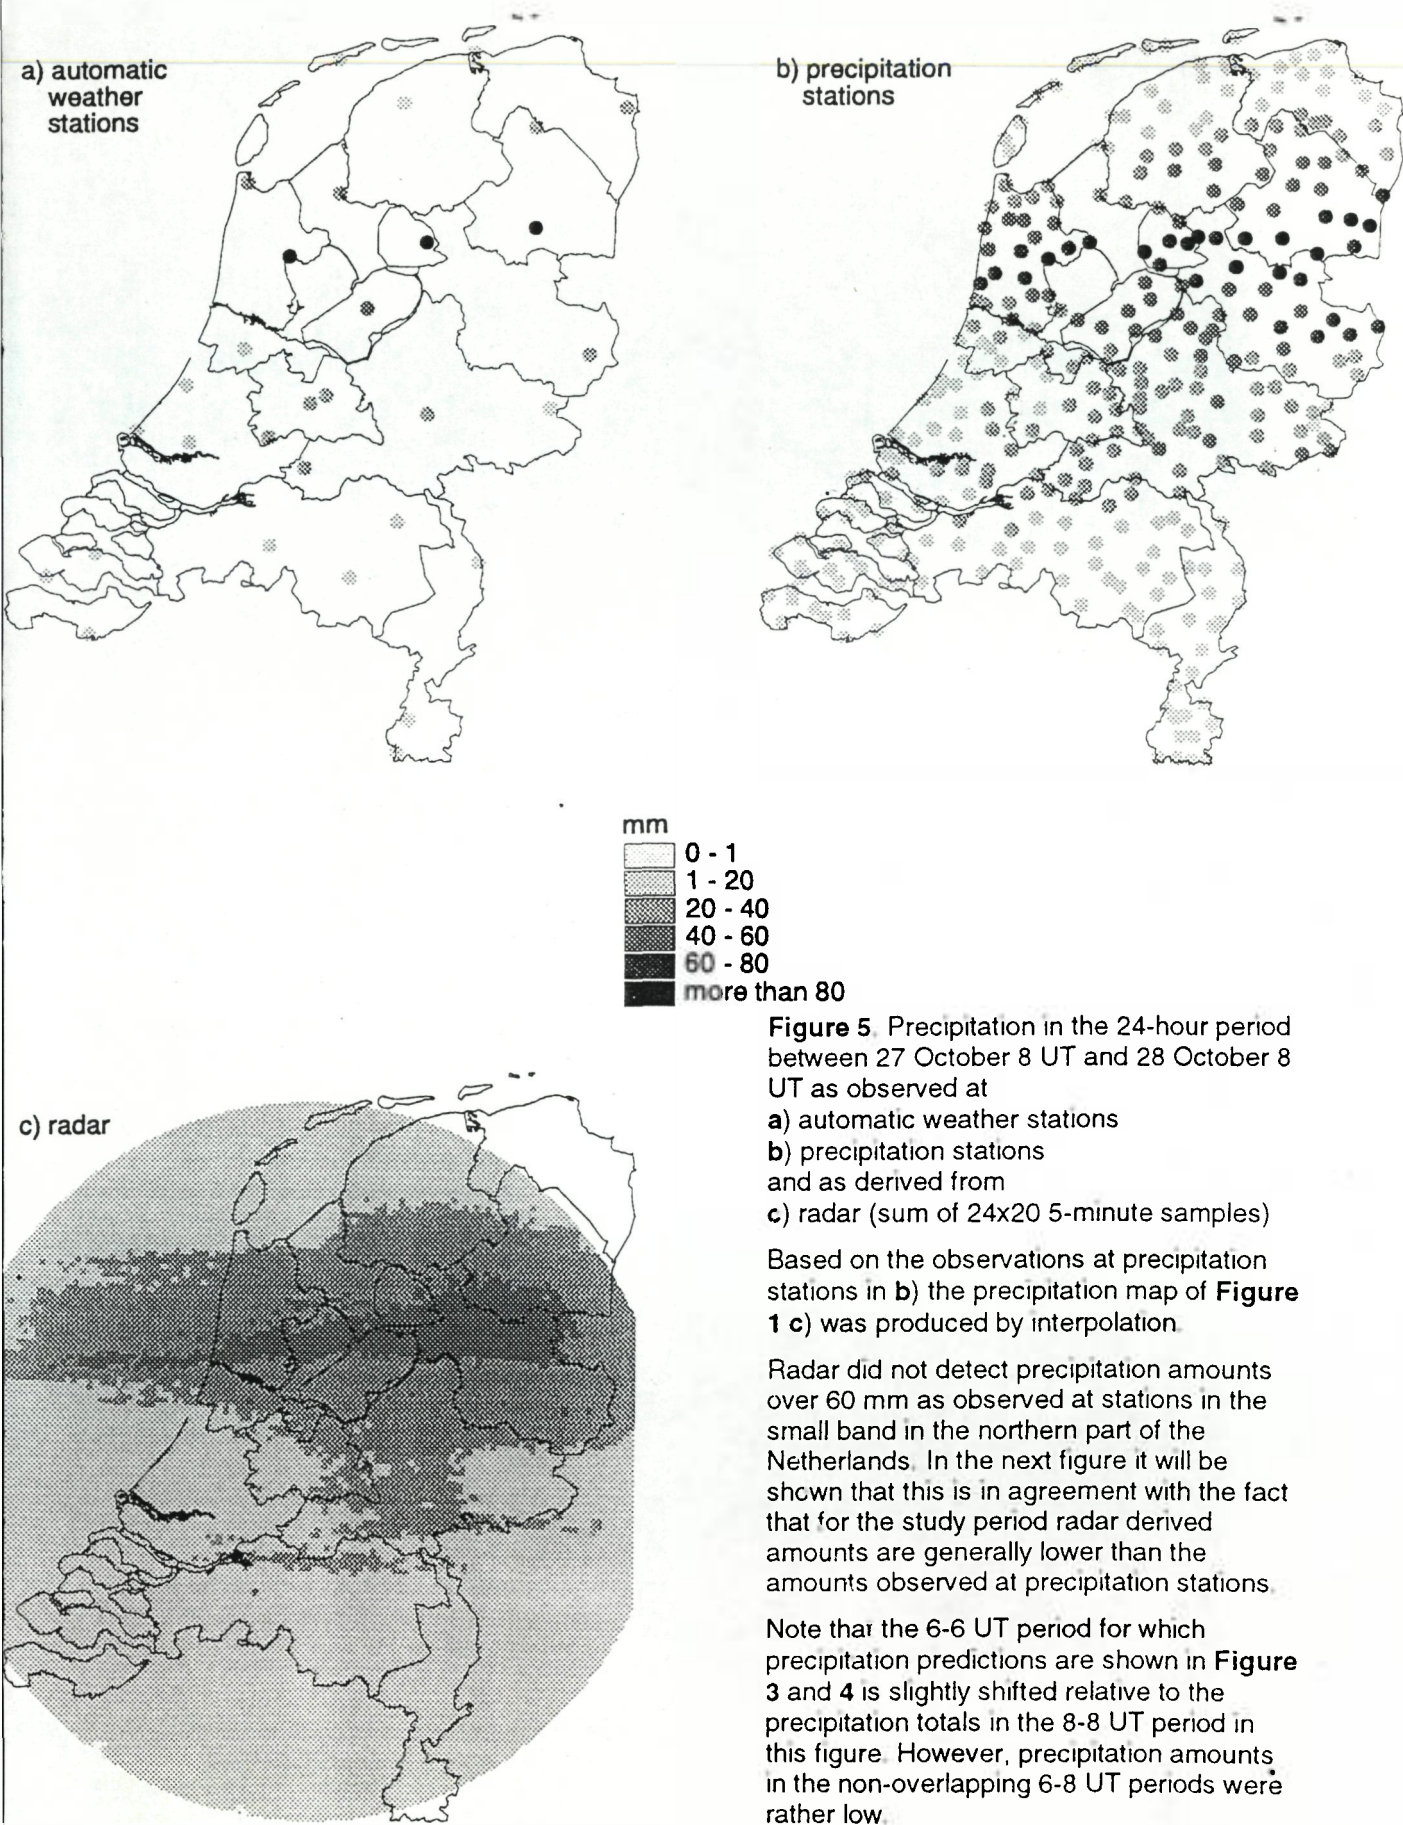 a) automatic
weather
stations
b) precipitation
stations
mm
0 - 1
1 - 20
20 - 40
40 - 60
60 - 80
more than 80
Figure 5. Precipitation in the 24-hour period
between 27 October 8 UT and 28 October 8
UT as observed at
a) automatic weather stations
b) precipitation stations
and as derived from
c) radar (sum of 24x20 5-minute samples)
Based on the observations at precipitation
stations in b) the precipitation map of Figure
1 c) was produced by interpolation.
Radar did not detect precipitation amounts
over 60 mm as observed at stations in the
small band in the northern part of the
Netherlands. In the next figure it will be
shown that this is in agreement with the fact
that for the study period radar derived
amounts are generally lower than the
amounts observed at precipitation stations.
Note that the 6-6 UT period for which
precipitation predictions are shown in Figure
3 and 4 is slightly shifted relative to the
precipitation totals in the 8-8 UT period in
this figure. However, precipitation amounts
in the non-overlapping 6-8 UT periods were
rather low.
c) radar